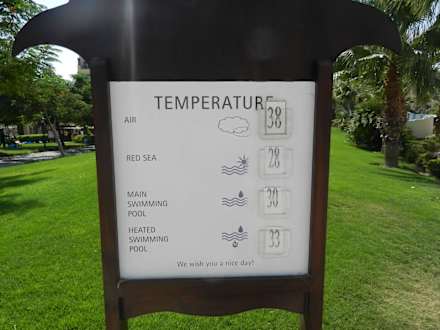 TEMPERATURE
AIR 38
RED SEA 28
MAIN
SWIMMING 30
POOL
HEATED
SWIMMING 33
POOL
We wish you a nice day!